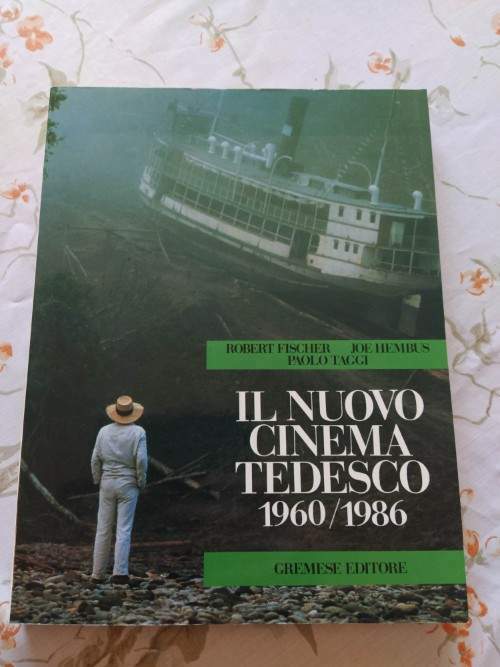 ROBERT FISCHER JOE HEMBUS
PAOLO TAGGI
IL NUOVO
CINEMA
TEDESCO
1960/1986
GREMESE EDITORE